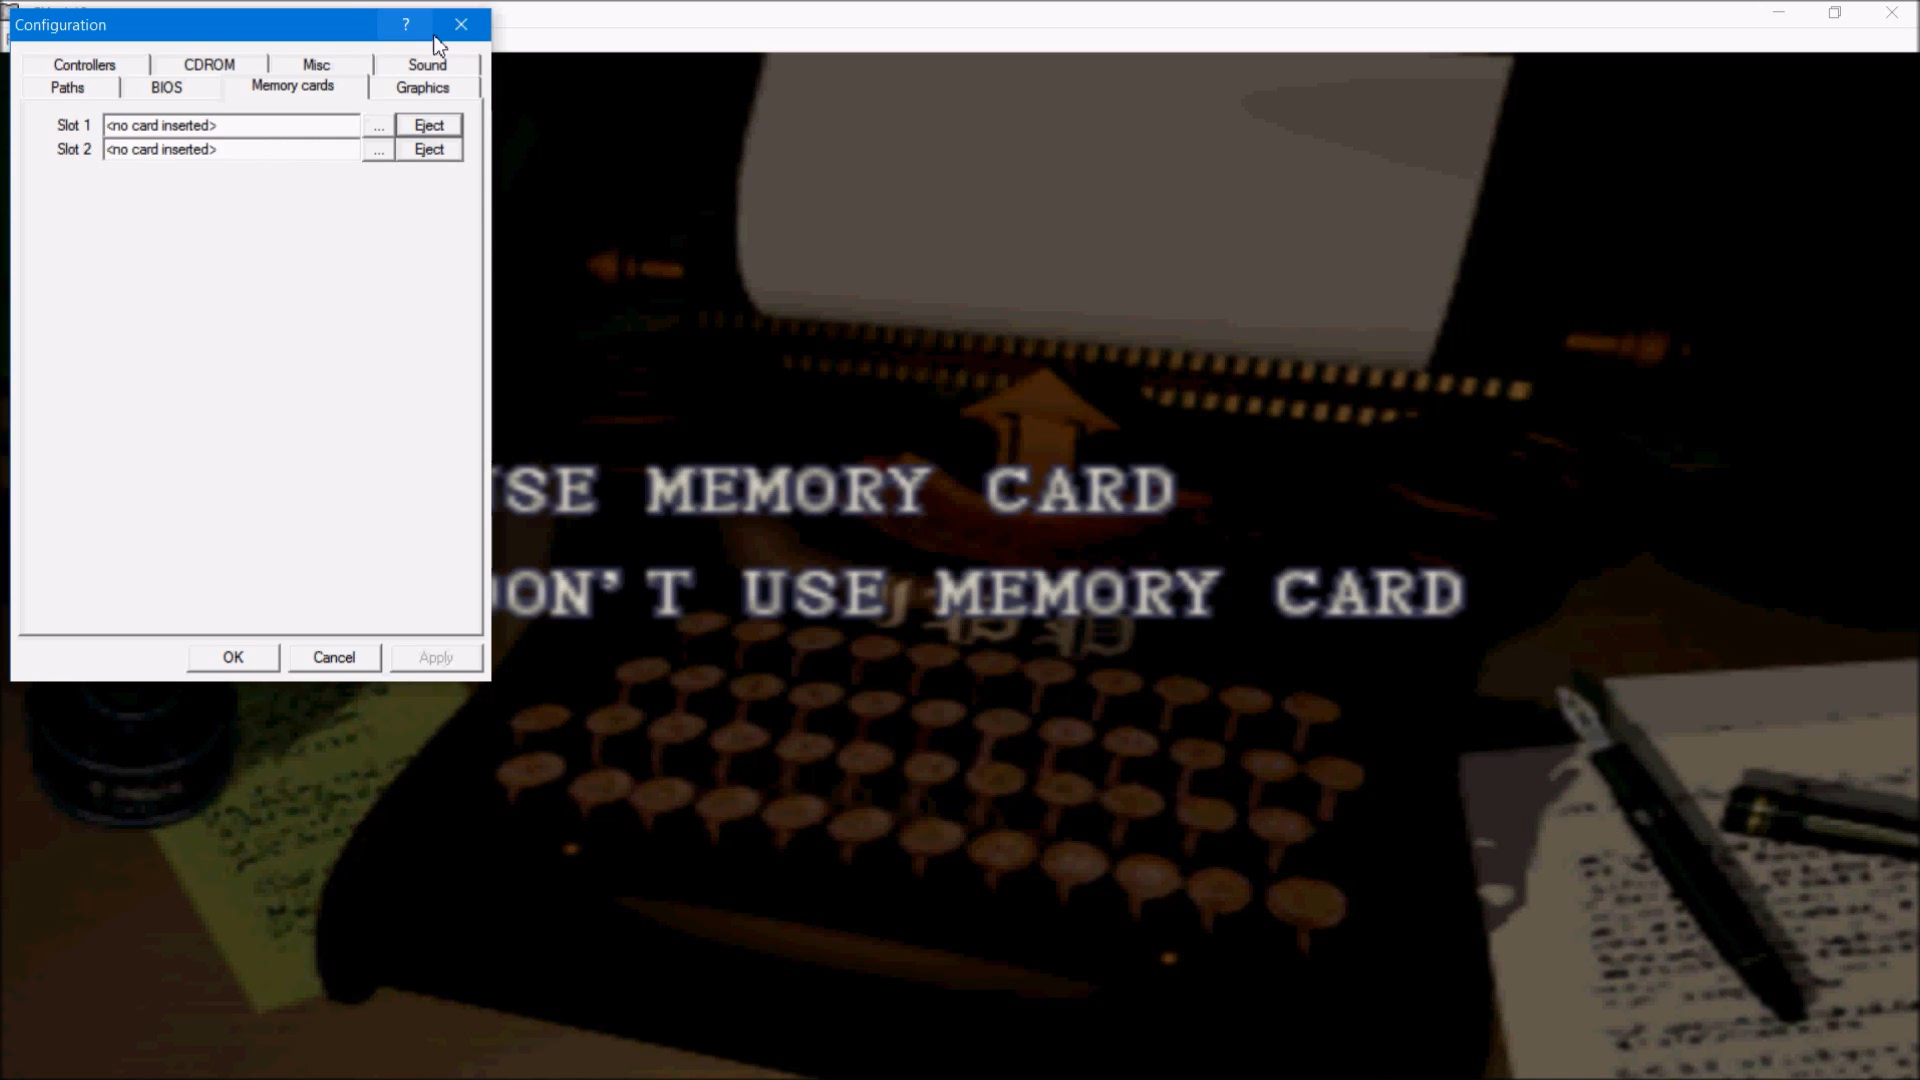 Configuration ?
Controllers CDROM Misc Sound
Paths BIOS Memory cards Graphics
Slot 1 <no card inserted> ... Eject
Slot 2 <no card inserted> ... Eject
SE MEMORY CARD
ON'T USE MEMORY CARD
OK Cancel Apply